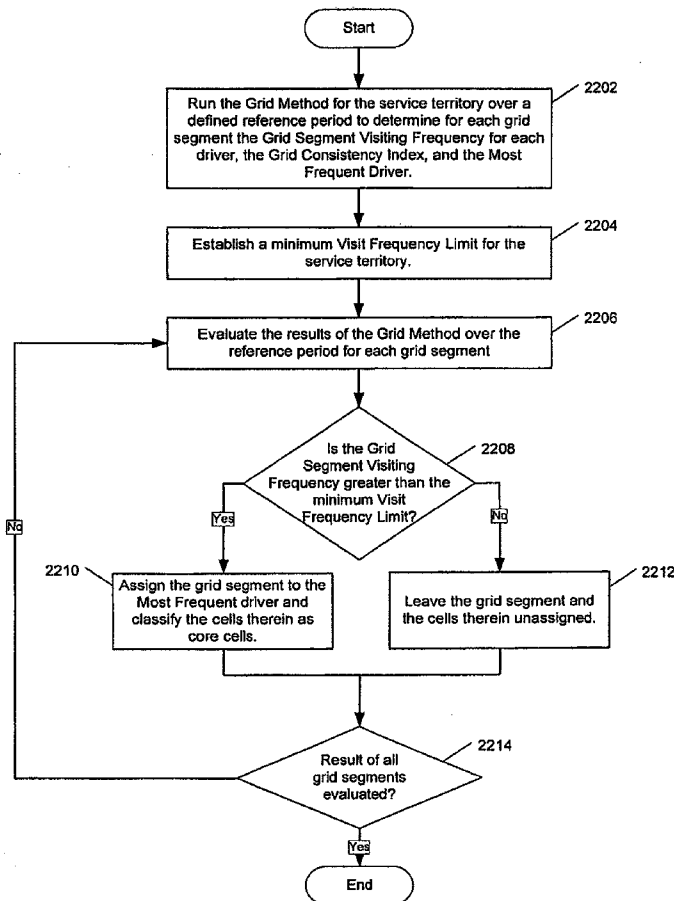 Start
2202
Run the Grid Method for the service territory over a
defined reference period to determine for each grid
segment the Grid Segment Visiting Frequency for each
driver, the Grid Consistency Index, and the Most
Frequent Driver.
2204
Establish a minimum Visit Frequency Limit for the
service territory.
2206
Evaluate the results of the Grid Method over the
reference period for each grid segment
2208
Is the Grid
Segment Visiting
Frequency greater than the
minimum Visit
Frequency Limit?
No
Yes
No
2210
Assign the grid segment to the
Most Frequent driver and
classify the cells therein as
core cells.
2212
Leave the grid segment and
the cells therein unassigned.
2214
Result of all
grid segments
evaluated?
Yes
End